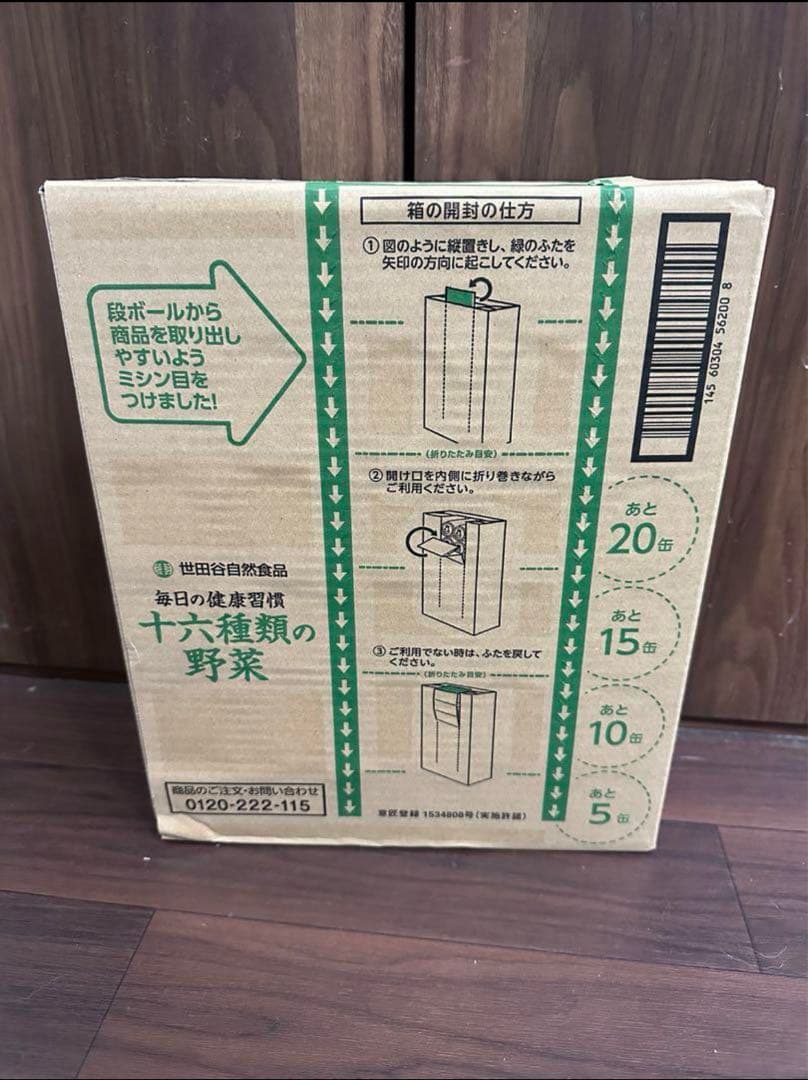 箱の開封の仕方
①図のように縦置きし、緑のふたを
矢印の方向に起こしてください。
段ボールから
商品を取り出し
やすいよう
ミシン目を
つけました!
(折りたたみ目安)
②開け口を内側に折り巻きながら
ご利用ください。
③ご利用でない時は、ふたを戻して
ください。
(折りたたみ目安)
世田谷自然食品
毎日の健康習慣
十六種類の
野菜
商品のご注文・お問い合わせ
0120-222-115
意匠登録 1534808号(実施許諾)
145 60304 56200 8
あと
20缶
あと
15缶
あと
10缶
あと
5缶